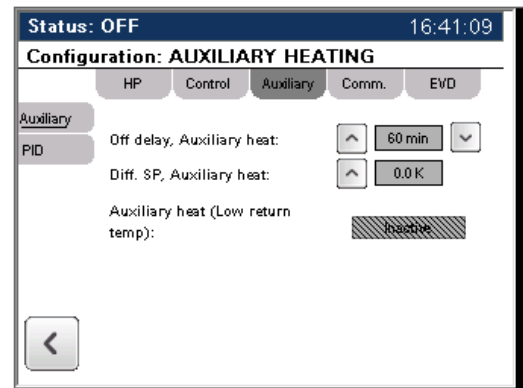 Status: OFF 16:41:09
Configuration: AUXILIARY HEATING
HP Control Auxiliary Comm. EVD
Auxiliary
PID
Off delay, Auxiliary heat: 60 min
Diff. SP, Auxiliary heat: 0.0 K
Auxiliary heat (Low return
temp): Inactive